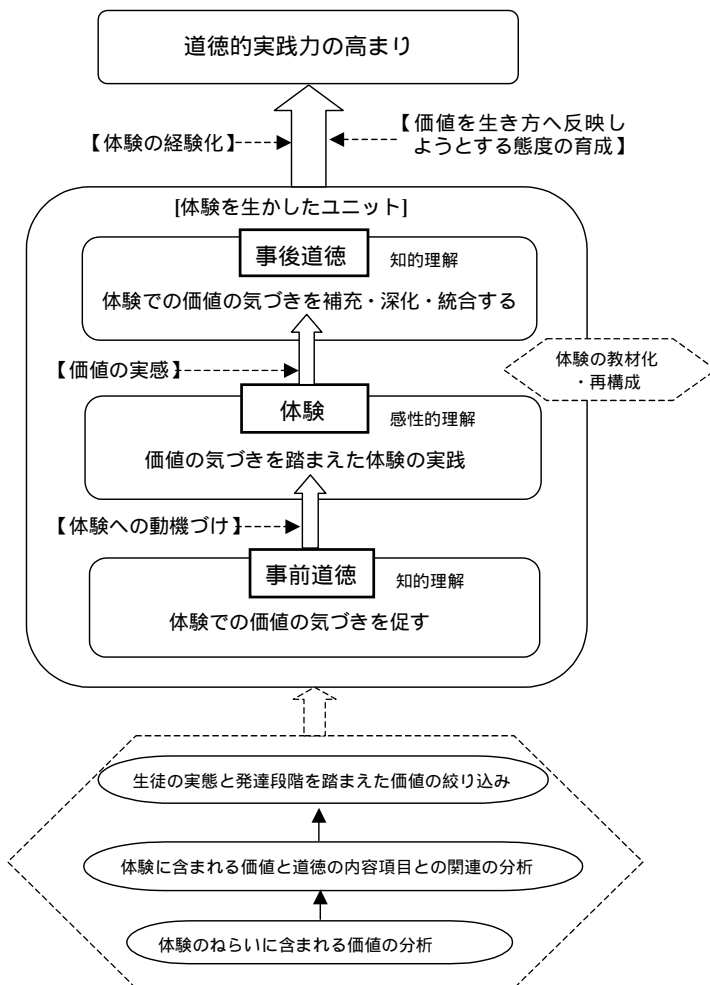 道徳的実践力の高まり
【体験の経験化】
【価値を生き方へ反映し
ようとする態度の育成】
[体験を生かしたユニット]
事後道徳
知的理解
体験での価値の気づきを補充・深化・統合する
【価値の実感】
体験の教材化
・再構成
体験
感性的理解
価値の気づきを踏まえた体験の実践
【体験への動機づけ】
事前道徳
知的理解
体験での価値の気づきを促す
生徒の実態と発達段階を踏まえた価値の絞り込み
体験に含まれる価値と道徳の内容項目との関連の分析
体験のねらいに含まれる価値の分析